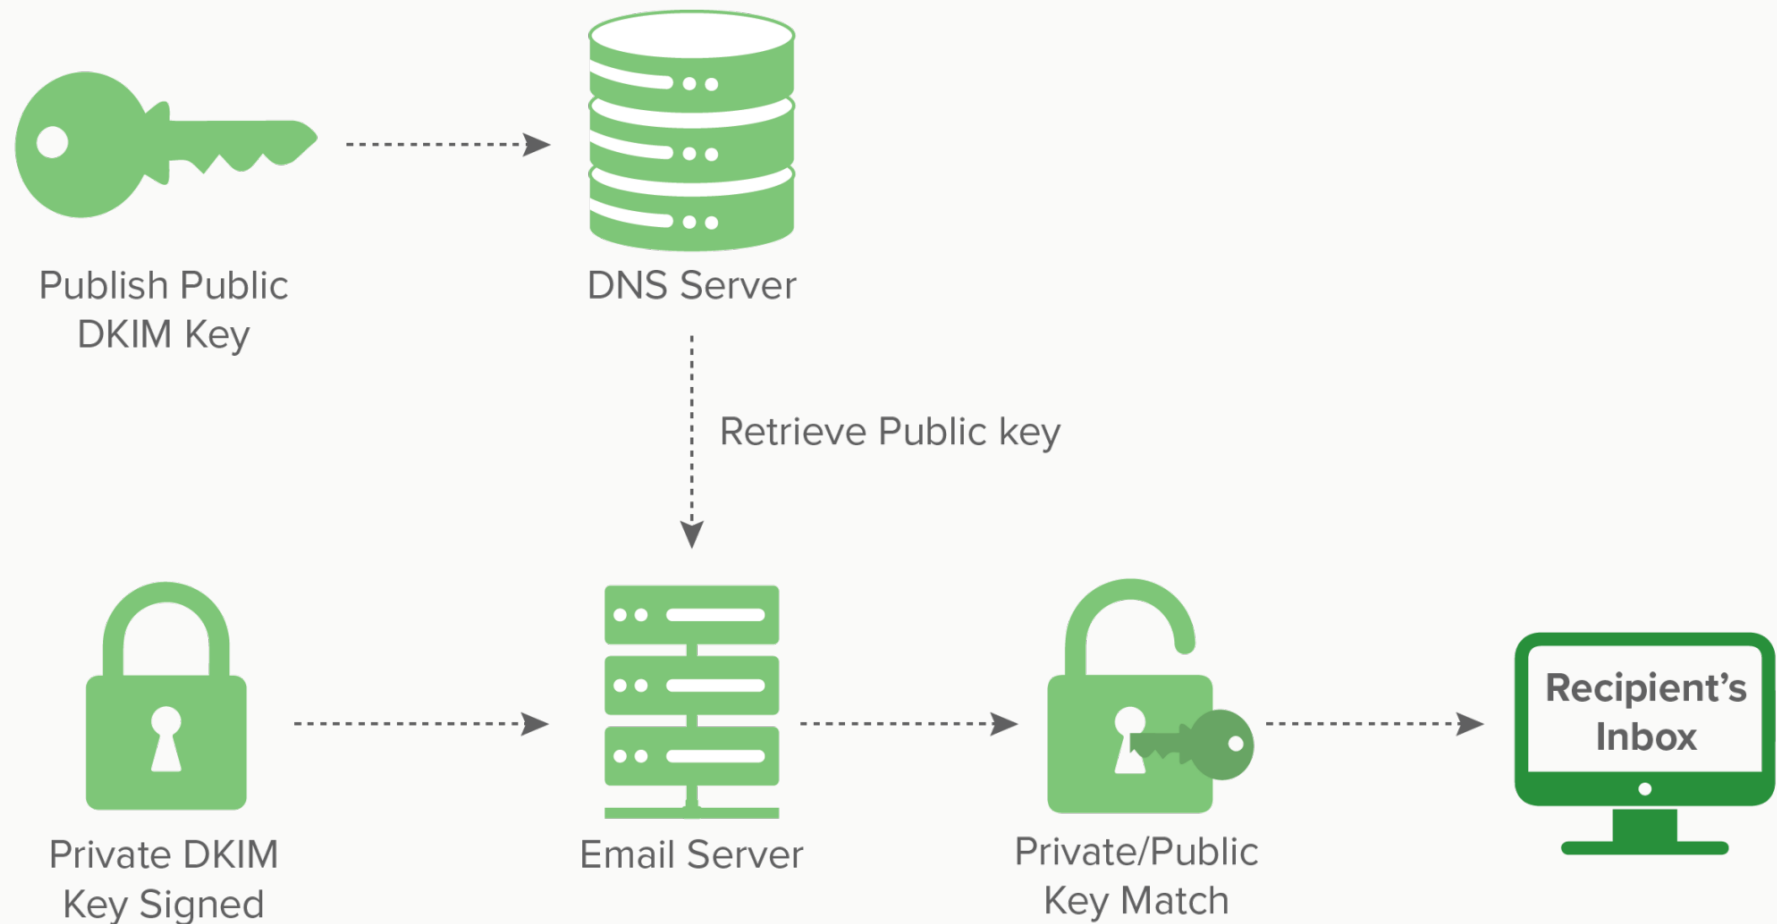 Publish Public
DKIM Key
DNS Server
Retrieve Public key
Private DKIM
Key Signed
Email Server
Private/Public
Key Match
Recipient's
Inbox